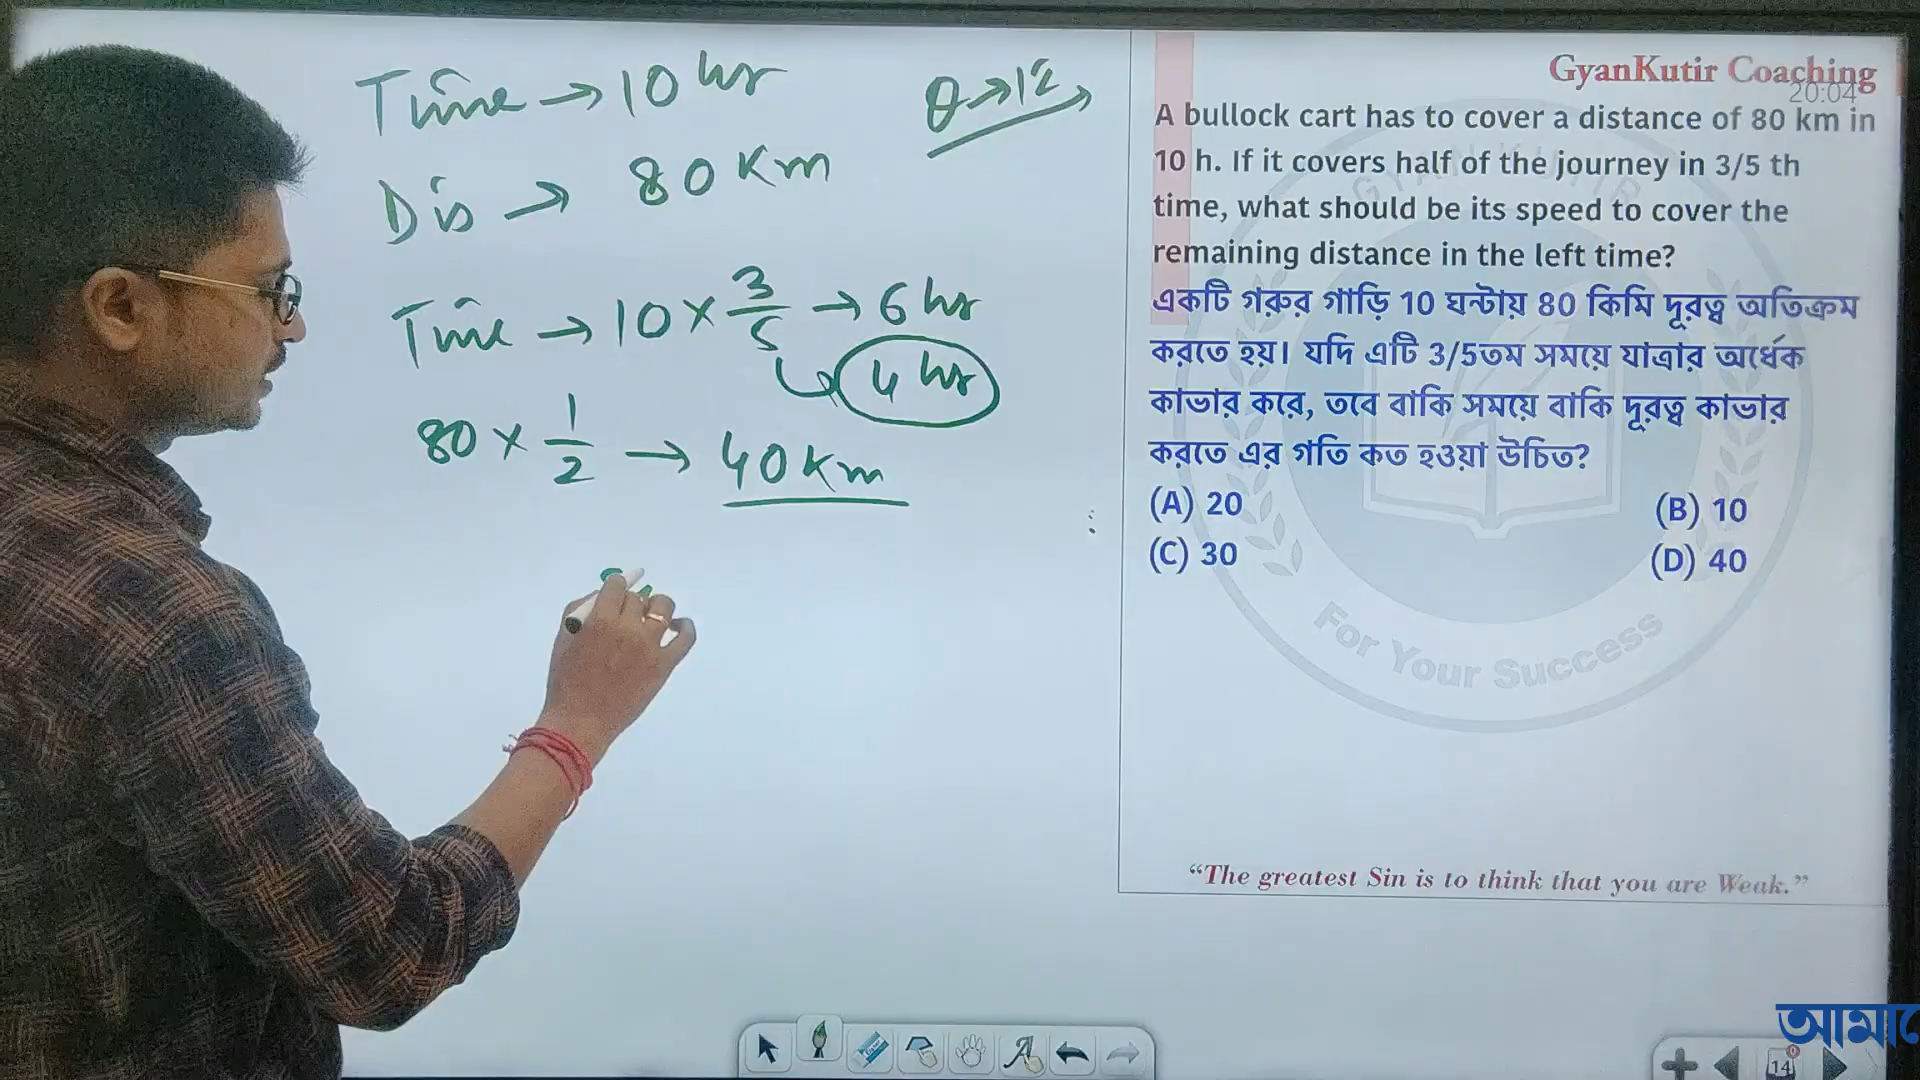 Time → 10 hr
Dis → 80 Km
Time → 10 × 3/5 → 6 hr
4 hr
80 × 1/2 → 40 Km
θ → 12
GyanKutir Coaching
20:04
A bullock cart has to cover a distance of 80 km in
10 h. If it covers half of the journey in 3/5 th
time, what should be its speed to cover the
remaining distance in the left time?
একটি গরুর গাড়ি 10 ঘন্টায় 80 কিমি দূরত্ব অতিক্রম
করতে হয়। যদি এটি 3/5তম সময়ে যাত্রার অর্ধেক
কাভার করে, তবে বাকি সময়ে বাকি দূরত্ব কাভার
করতে এর গতি কত হওয়া উচিত?
(A) 20 (B) 10
(C) 30 (D) 40
For Your Success
“The greatest Sin is to think that you are Weak.”
14